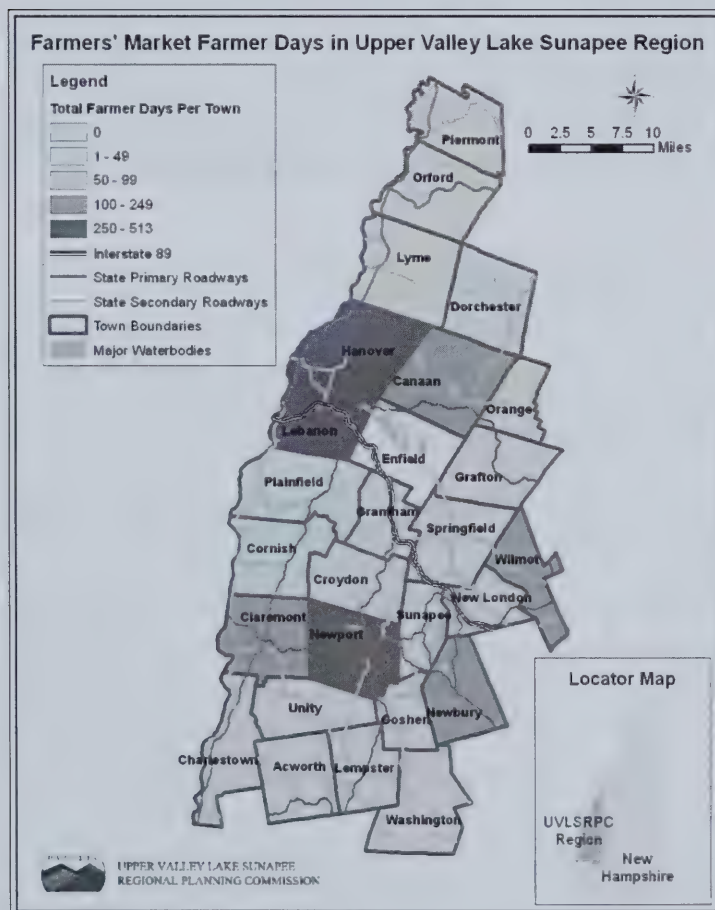 Farmers' Market Farmer Days in Upper Valley Lake Sunapee Region
Legend
Total Farmer Days Per Town
0
1 - 49
50 - 99
100 - 249
250 - 513
Interstate 89
State Primary Roadways
State Secondary Roadways
Town Boundaries
Major Waterbodies
0 2.5 5 7.5 10
Miles
Piermont
Orford
Lyme
Dorchester
Hanover
Canaan
Orange
Lebanon
Enfield
Grafton
Plainfield
Grantham
Springfield
Cornish
Wilmot
Croydon
New London
Claremont
Sunapee
Newport
Unity
Goshen
Newbury
Charlestown
Acworth
Lempster
Washington
Locator Map
UVLSRPC
Region
New
Hampshire
UPPER VALLEY LAKE SUNAPEE
REGIONAL PLANNING COMMISSION